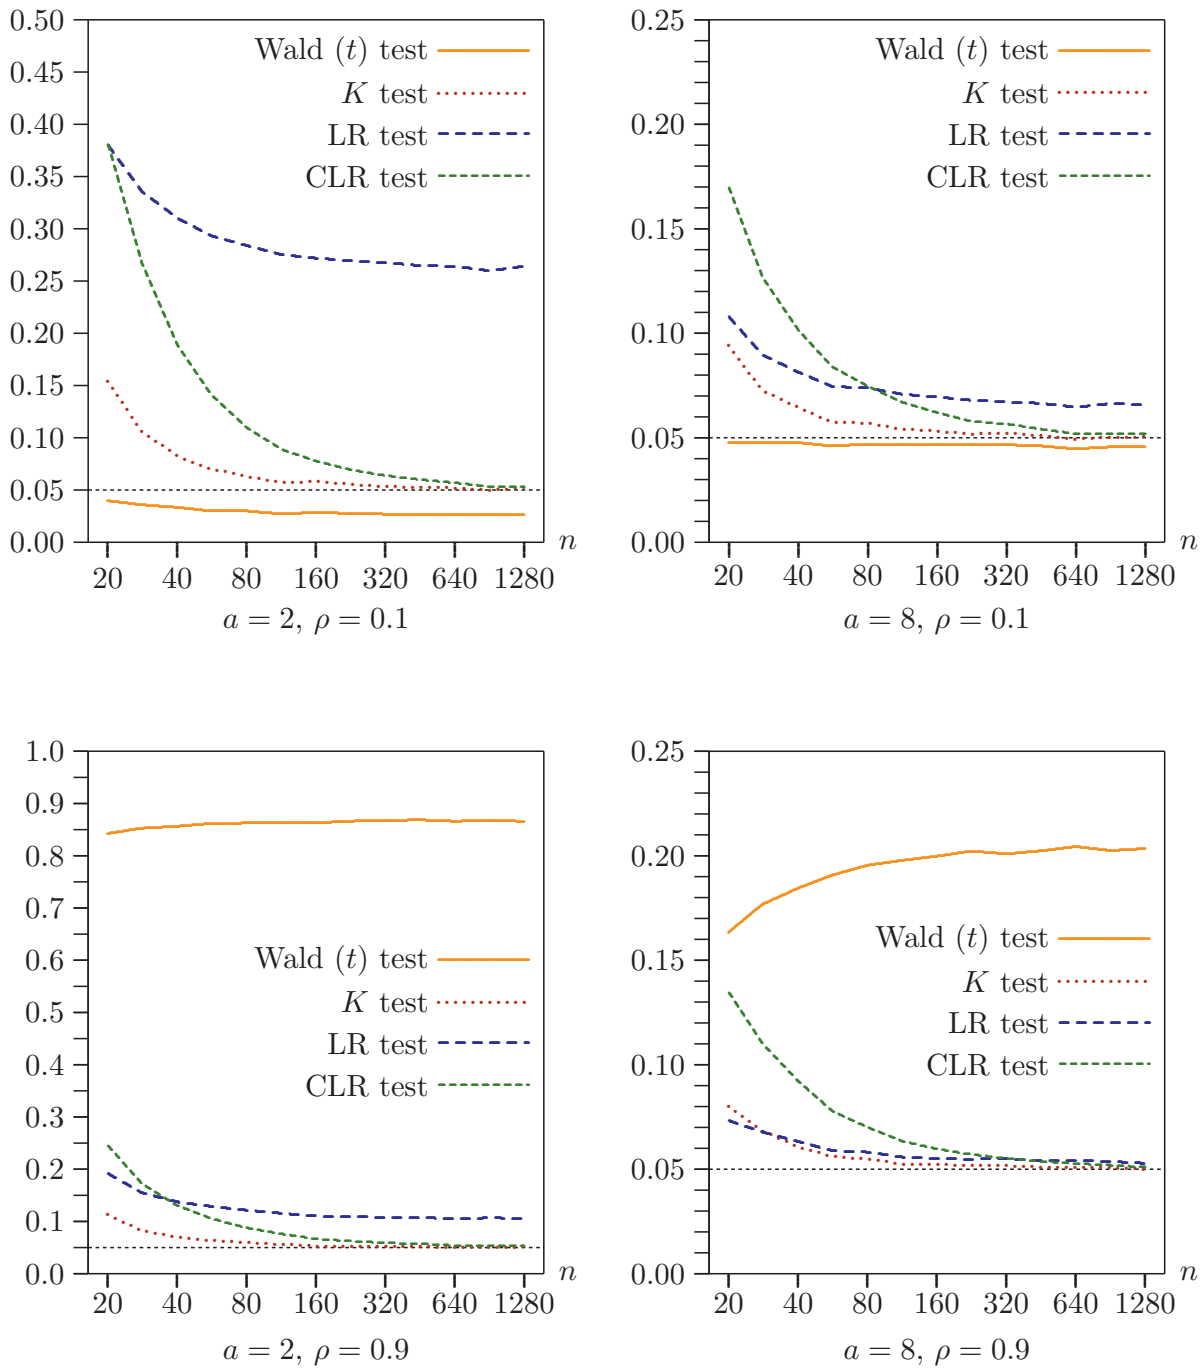 0.50
0.45
0.40
0.35
0.30
0.25
0.20
0.15
0.10
0.05
0.00
Wald (t) test
K test
LR test
CLR test
20 40 80 160 320 640 1280
n
a = 2, ρ = 0.1
0.25
0.20
0.15
0.10
0.05
0.00
Wald (t) test
K test
LR test
CLR test
20 40 80 160 320 640 1280
n
a = 8, ρ = 0.1
1.0
0.9
0.8
0.7
0.6
0.5
0.4
0.3
0.2
0.1
0.0
Wald (t) test
K test
LR test
CLR test
20 40 80 160 320 640 1280
n
a = 2, ρ = 0.9
0.25
0.20
0.15
0.10
0.05
0.00
Wald (t) test
K test
LR test
CLR test
20 40 80 160 320 640 1280
n
a = 8, ρ = 0.9